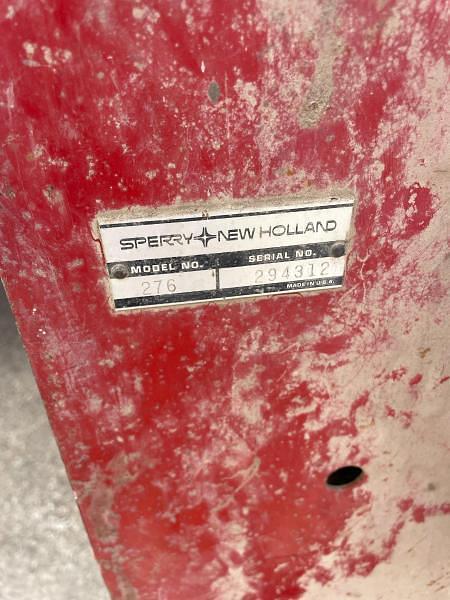 SPERRY NEW HOLLAND
MODEL NO. SERIAL NO.
276 294312
MADE IN U.S.A.